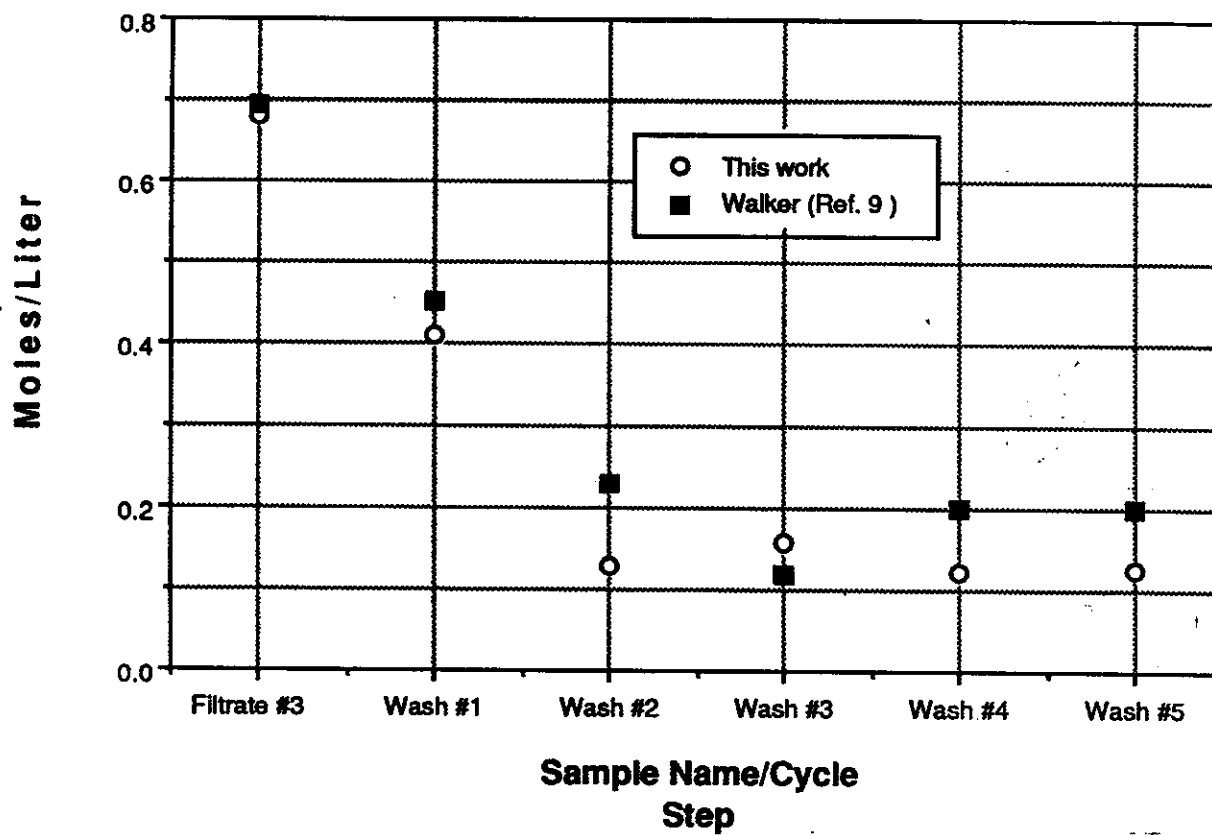 0.8
0.6
0.4
0.2
0.0
Moles/Liter
This work
Walker (Ref. 9 )
Filtrate #3
Wash #1
Wash #2
Wash #3
Wash #4
Wash #5
Sample Name/Cycle
Step